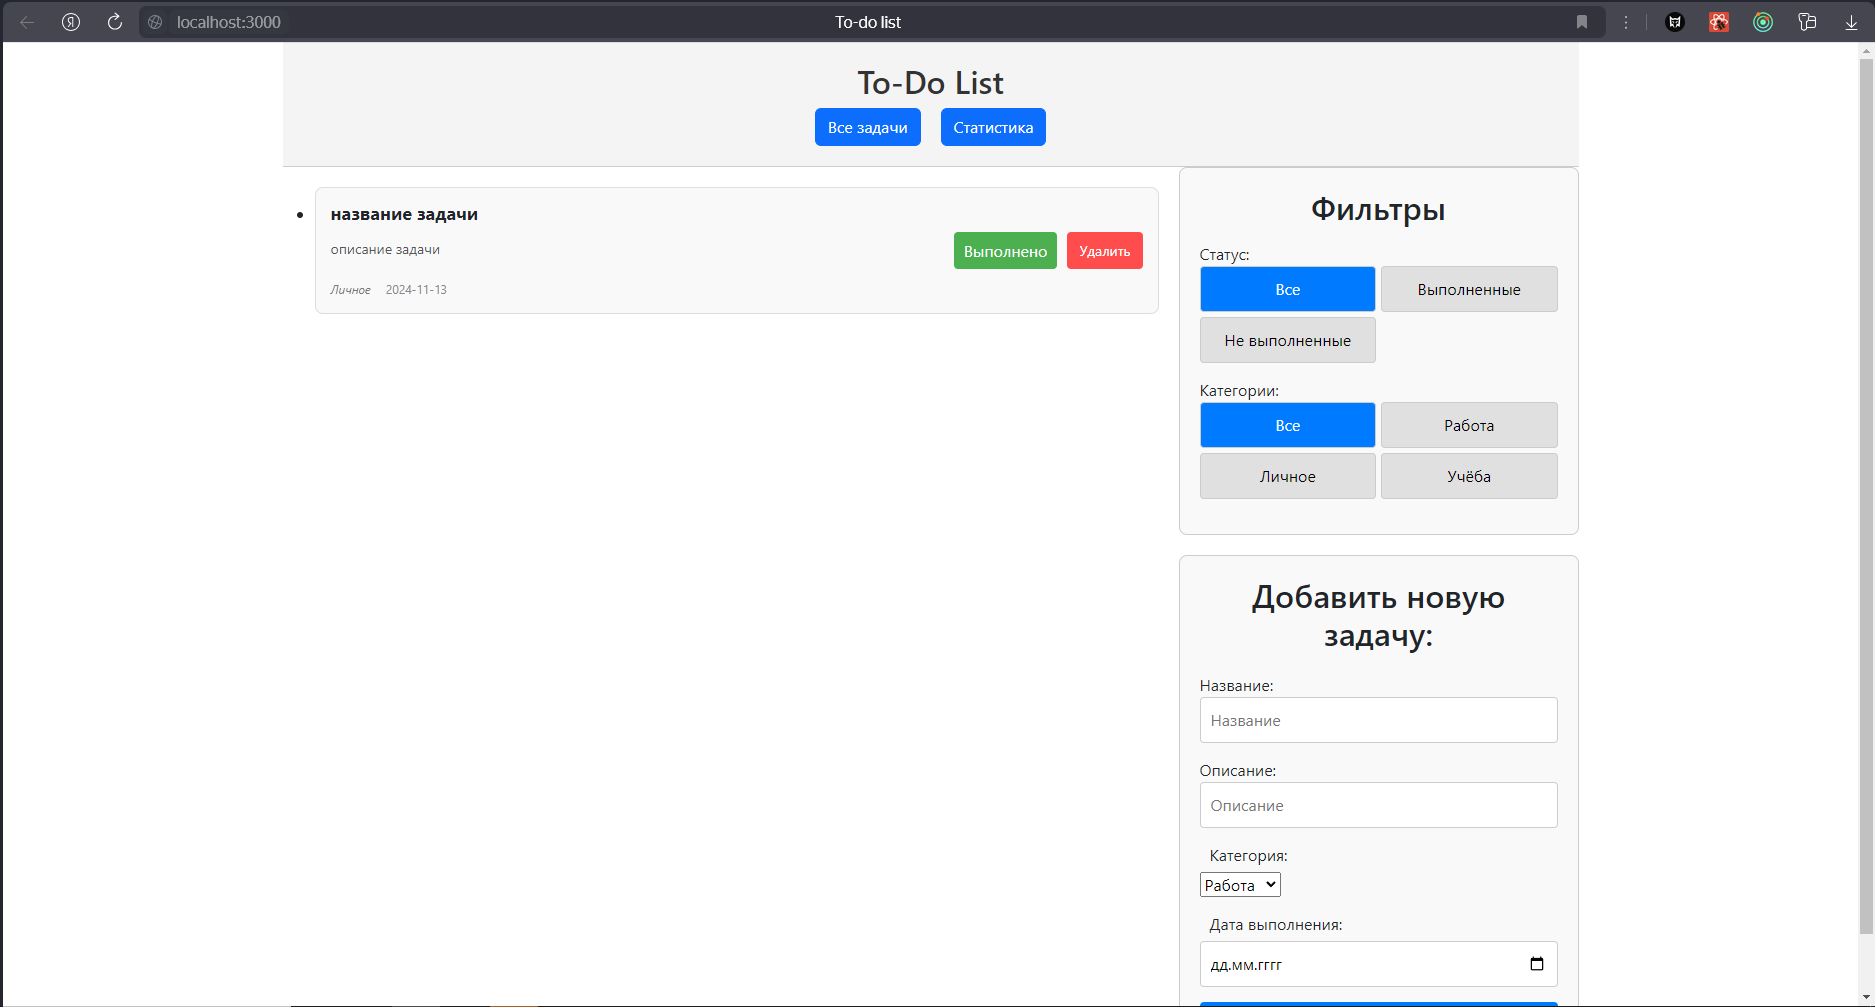 localhost:3000
To-do list
To-Do List
Все задачи Статистика
название задачи
описание задачи
Выполнено Удалить
Личное 2024-11-13
Фильтры
Статус:
Все Выполненные
Не выполненные
Категории:
Все Работа
Личное Учёба
Добавить новую
задачу:
Название:
Название
Описание:
Описание
Категория:
Работа
Дата выполнения:
дд.мм.гггг